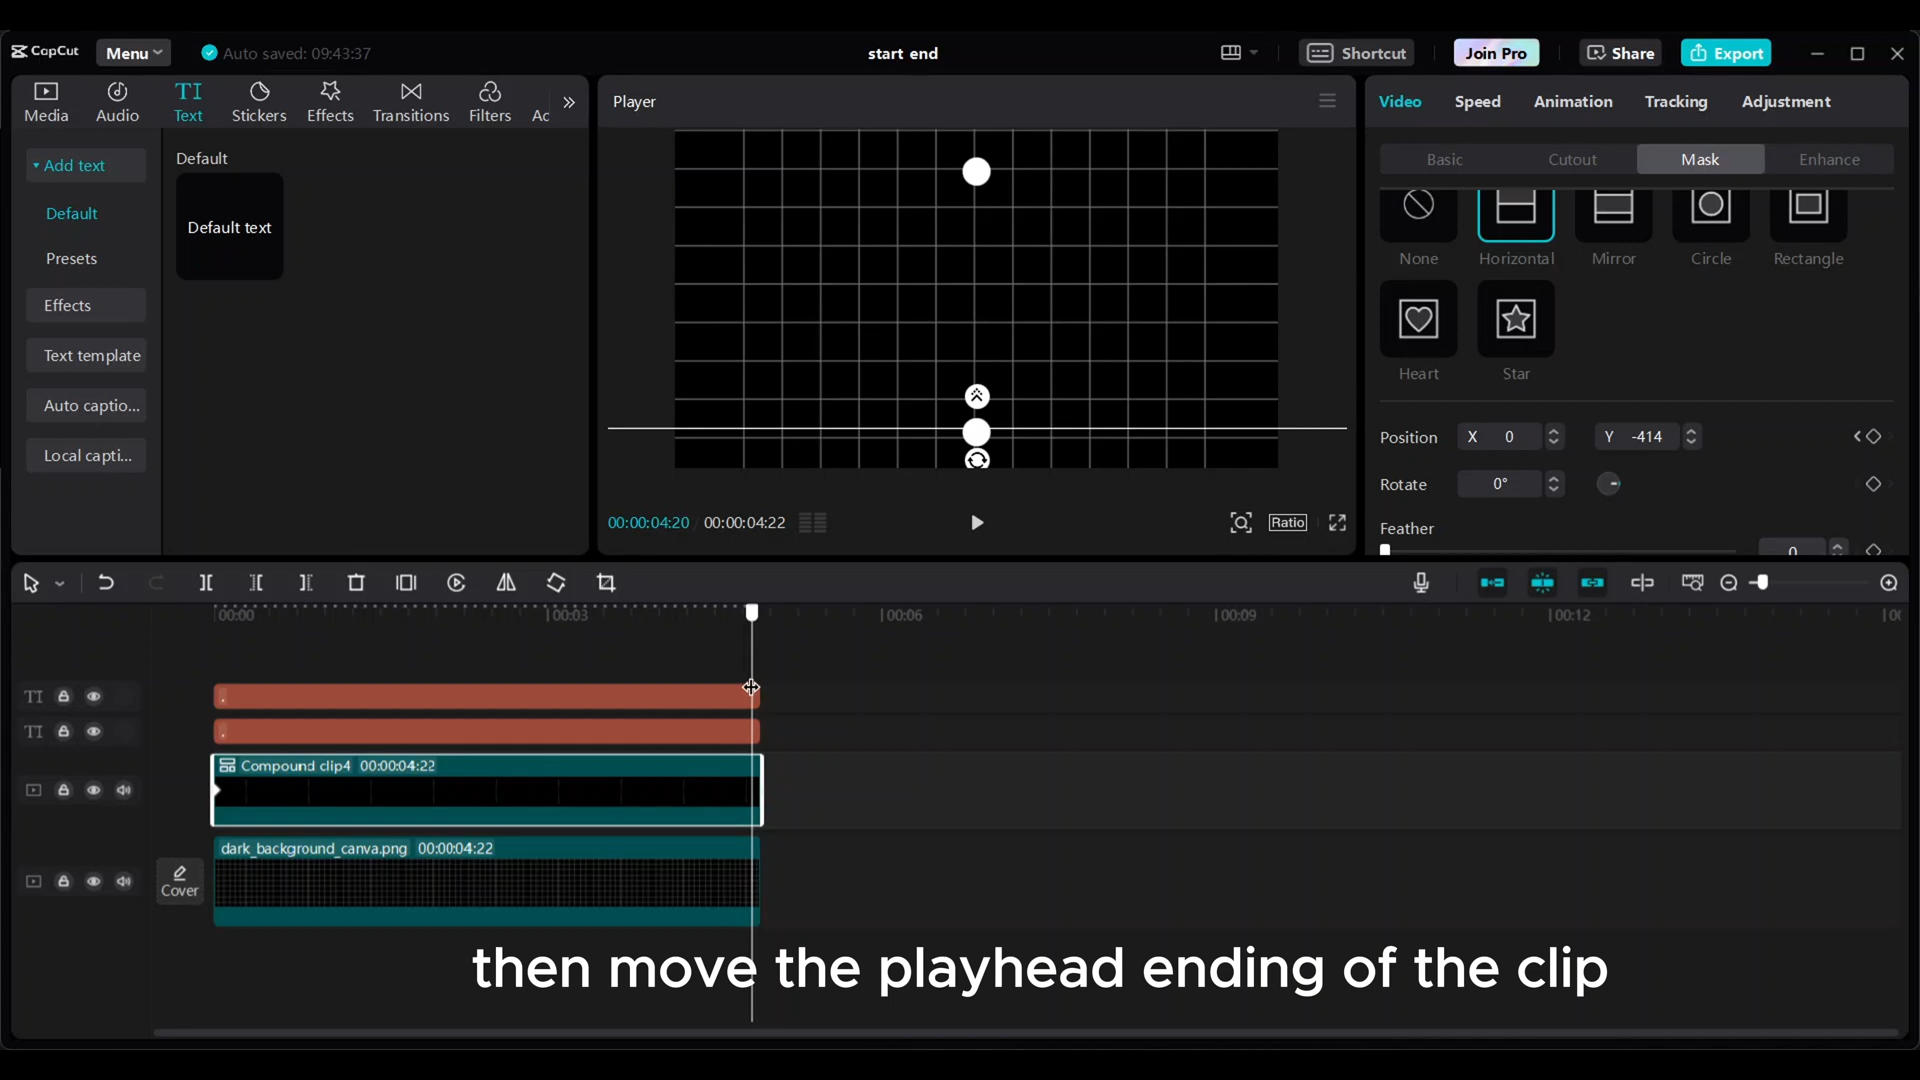 CapCut
Menu
Auto saved: 09:43:37
start end
Shortcut
Join Pro
Share
Export
Media
Audio
TI
Text
Stickers
Effects
Transitions
Filters
Ac
Player
Video
Speed
Animation
Tracking
Adjustment
Add text
Default
Presets
Effects
Text template
Auto captio...
Local capti...
Default
Default text
Basic
Cutout
Mask
Enhance
None
Horizontal
Mirror
Circle
Rectangle
Heart
Star
Position
X 0
Y -414
Rotate
0°
Feather
0
00:00:04:20
00:00:04:22
Ratio
00:00
00:03
00:06
00:09
00:12
00
TI
TI
Compound clip4 00:00:04:22
dark_background_canva.png 00:00:04:22
Cover
then move the playhead ending of the clip